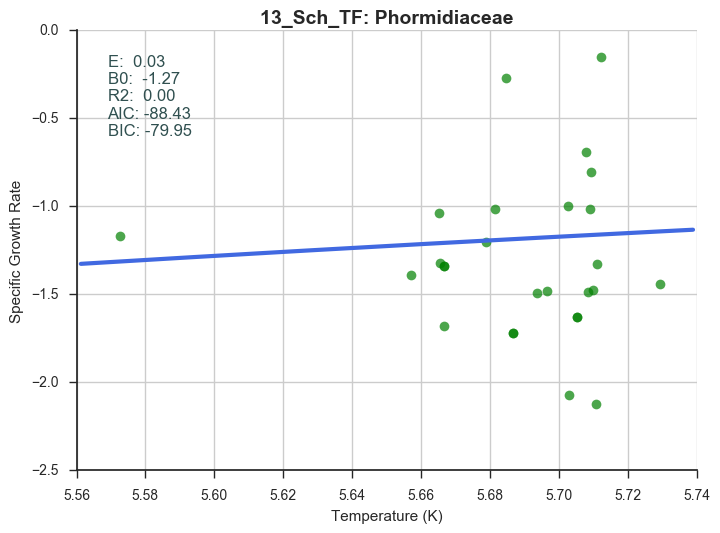 13_Sch_TF: Phormidiaceae
E:  0.03
B0:  -1.27
R2:  0.00
AIC: -88.43
BIC: -79.95
0.0
−0.5
−1.0
−1.5
−2.0
−2.5
Specific Growth Rate
5.56 5.58 5.60 5.62 5.64 5.66 5.68 5.70 5.72 5.74
Temperature (K)